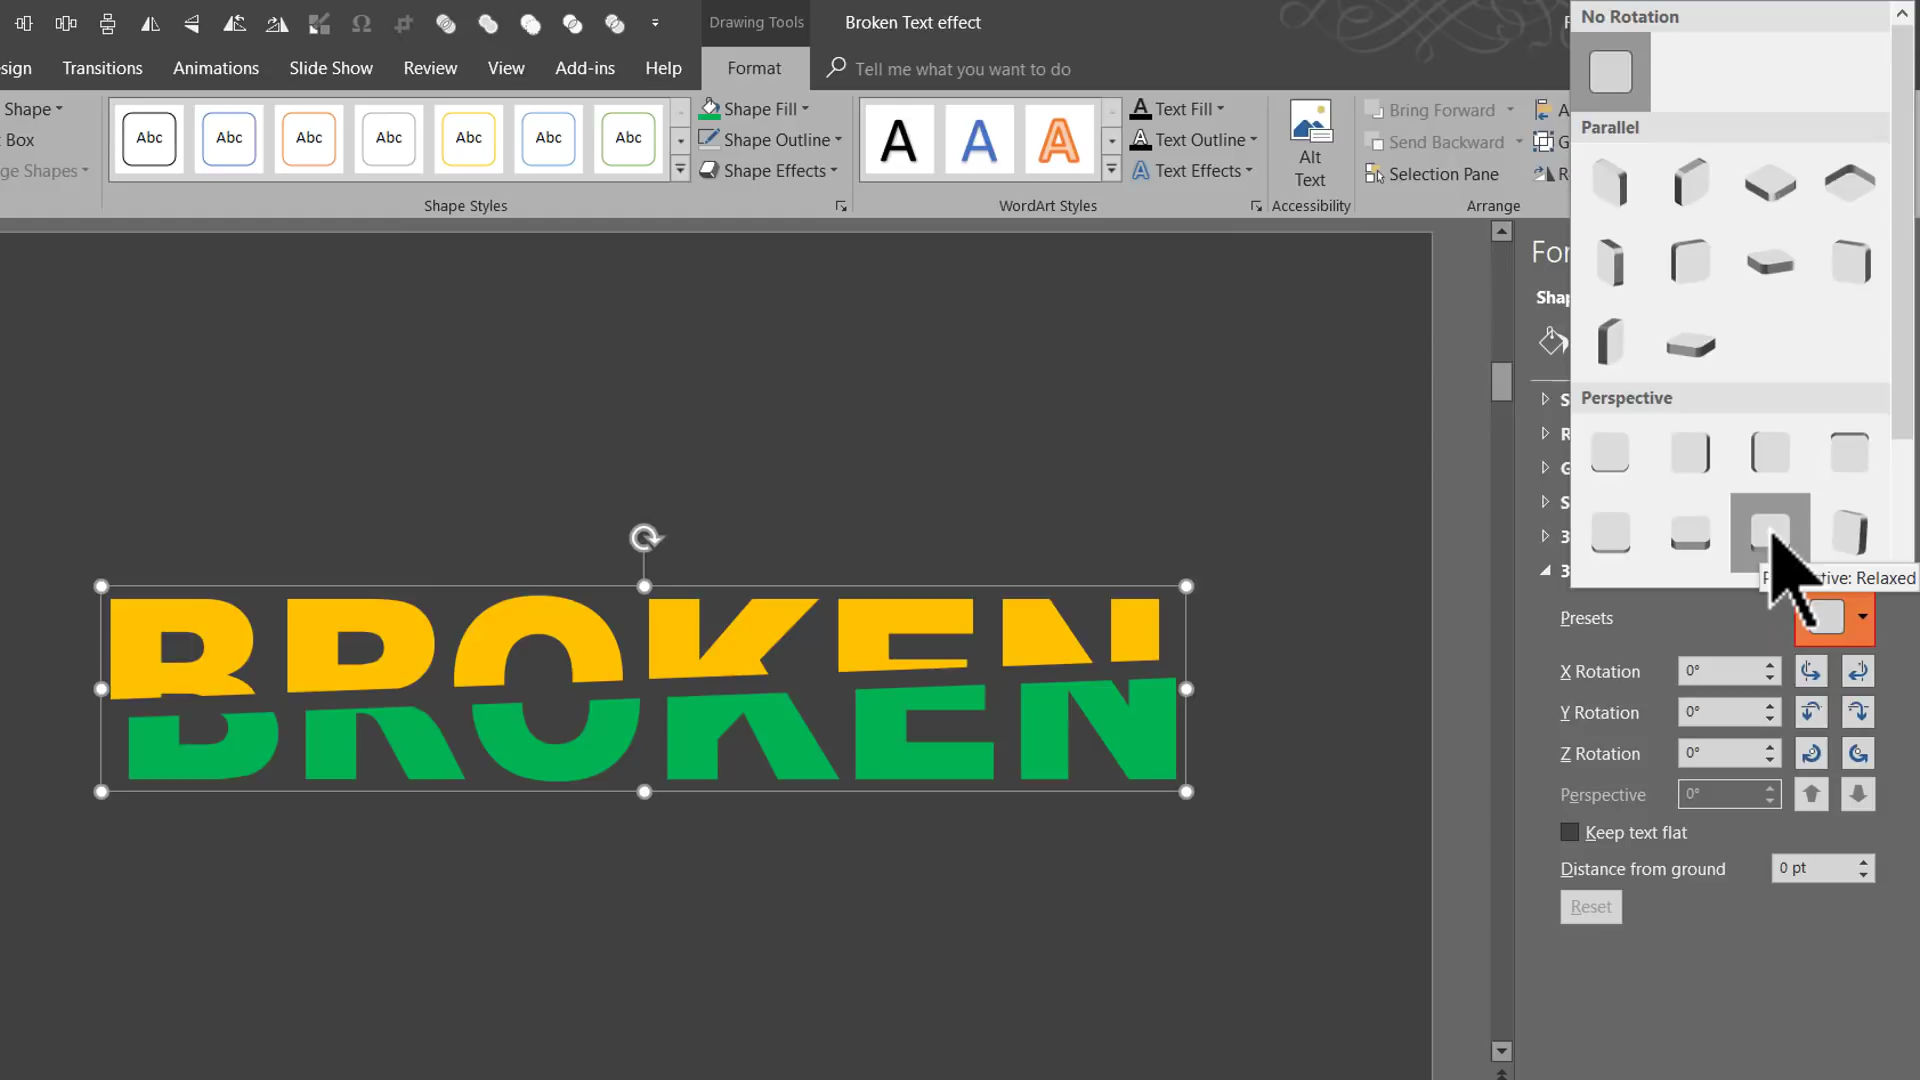 Drawing Tools
Broken Text effect
sign
Transitions
Animations
Slide Show
Review
View
Add-ins
Help
Format
Tell me what you want to do
Shape
Box
ge Shapes
Abc
Abc
Abc
Abc
Abc
Abc
Abc
Shape Fill
Shape Outline
Shape Effects
Shape Styles
A
A
A
Text Fill
Text Outline
Text Effects
WordArt Styles
Alt
Text
Accessibility
Bring Forward
Send Backward
Selection Pane
Arrange
No Rotation
Parallel
Perspective
tive: Relaxed
BROKEN
For
Shap
Presets
X Rotation
0°
Y Rotation
0°
Z Rotation
0°
Perspective
0°
Keep text flat
Distance from ground
0 pt
Reset